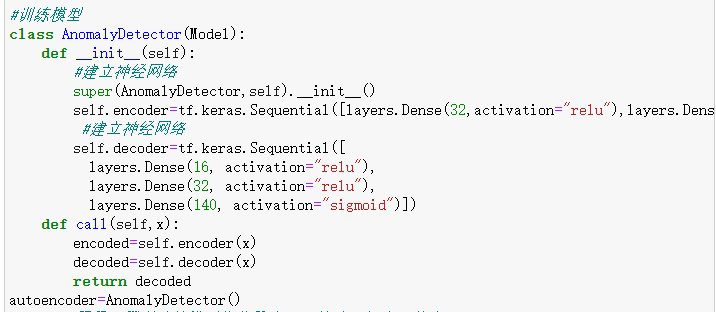 #训练模型
class AnomalyDetector(Model):
    def __init__(self):
        #建立神经网络
        super(AnomalyDetector,self).__init__()
        self.encoder=tf.keras.Sequential([layers.Dense(32,activation="relu"),layers.Dens
         #建立神经网络
        self.decoder=tf.keras.Sequential([
          layers.Dense(16, activation="relu"),
          layers.Dense(32, activation="relu"),
          layers.Dense(140, activation="sigmoid")])
    def call(self,x):
        encoded=self.encoder(x)
        decoded=self.decoder(x)
        return decoded
autoencoder=AnomalyDetector()